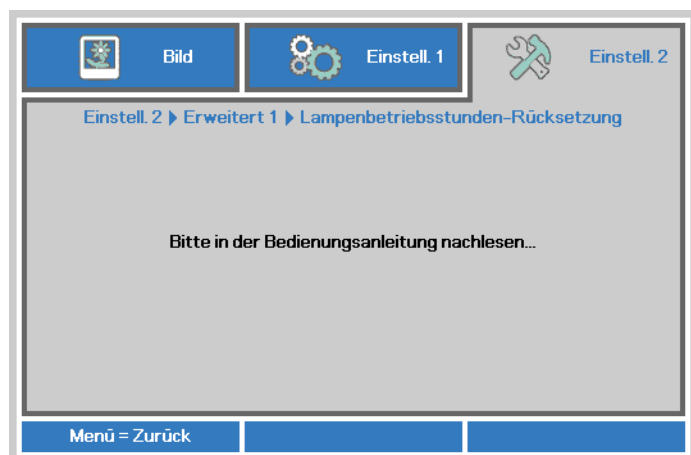 Bild Einstell. 1 Einstell. 2
Einstell. 2 ▶ Erweitert 1 ▶ Lampenbetriebsstunden-Rücksetzung
Bitte in der Bedienungsanleitung nachlesen...
Menü = Zurück